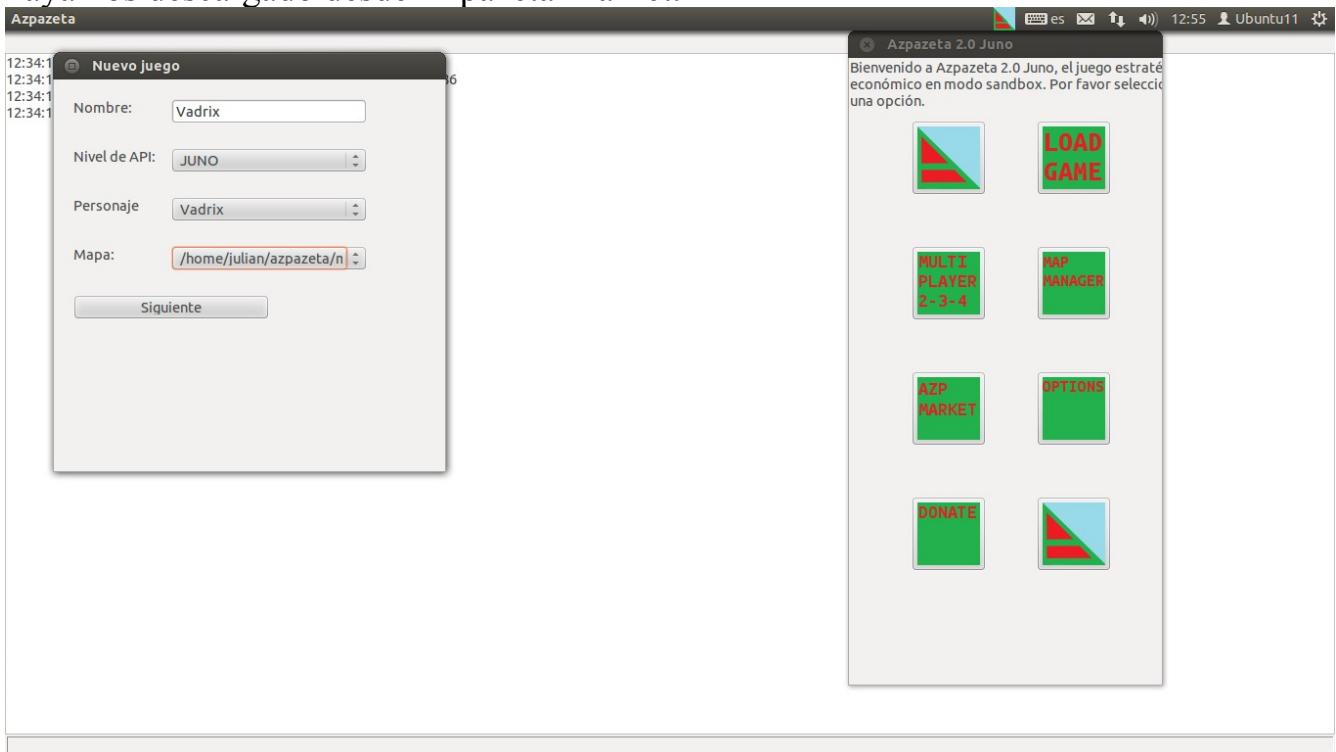 Azpazeta
es
12:55
Ubuntu11
12:34:1
12:34:1
12:34:1
12:34:1
Nuevo juego
Nombre:
Vadrix
Nivel de API:
JUNO
Personaje
Vadrix
Mapa:
/home/julian/azpazeta/n
Siguiente
Azpazeta 2.0 Juno
Bienvenido a Azpazeta 2.0 Juno, el juego estraté
económico en modo sandbox. Por favor selecci
una opción.
LOAD
GAME
MULTI
PLAYER
2-3-4
MAP
MANAGER
AZP
MARKET
OPTIONS
DONATE